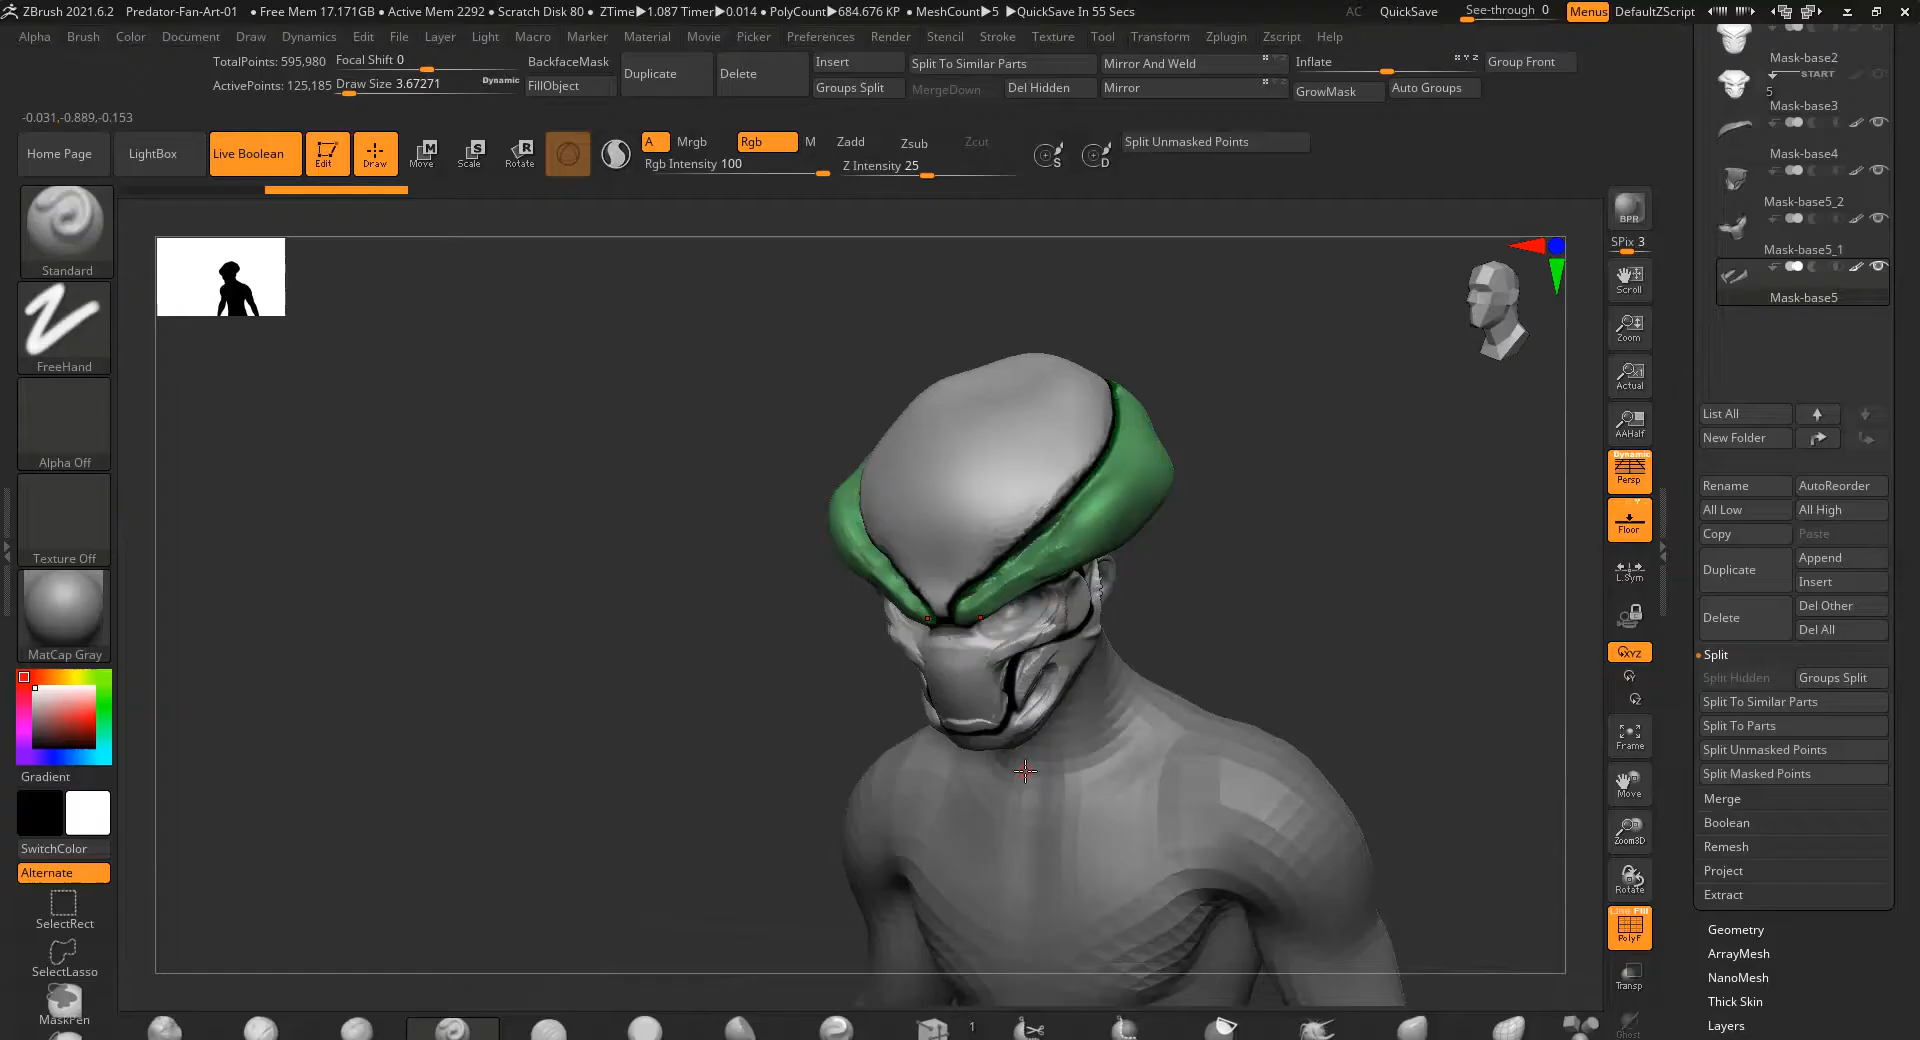 ZBrush 2021.6.2 Predator-Fan-Art-01 • Free Mem 17.171GB • Active Mem 2292 • Scratch Disk 80 • ZTime▶1.087 Timer▶0.014 • PolyCount▶684.676 KP • MeshCount▶5 ▶QuickSave In 55 Secs AC QuickSave See-through 0 Menus DefaultZScript
Alpha Brush Color Document Draw Dynamics Edit File Layer Light Macro Marker Material Movie Picker Preferences Render Stencil Stroke Texture Tool Transform Zplugin Zscript Help
TotalPoints: 595,980 Focal Shift 0 BackfaceMask Duplicate Delete Insert Split To Similar Parts Mirror And Weld Inflate Group Front
ActivePoints: 125,185 Draw Size 3.67271 Dynamic FillObject Groups Split MergeDown Del Hidden Mirror GrowMask Auto Groups
-0.031,-0.889,-0.153
Home Page LightBox Live Boolean Edit Draw Move Scale Rotate A Mrgb Rgb M Zadd Zsub Zcut Split Unmasked Points
Rgb Intensity 100 Z Intensity 25
M
S
R
S
D
Standard
FreeHand
Alpha Off
Texture Off
MatCap Gray
Gradient
SwitchColor
Alternate
SelectRect
SelectLasso
MaskPen
1
BPR
SPix 3
Scroll
Zoom
Actual
AAHalf
Dynamic
Persp
Floor
L.Sym
XYZ
Y
Z
Frame
Move
Zoom3D
Rotate
Line Fill
PolyF
Transp
Ghost
Mask-base2
START
5
Mask-base3
Mask-base4
Mask-base5_2
Mask-base5_1
Mask-base5
List All
New Folder
Rename AutoReorder
All Low All High
Copy Paste
Duplicate Append
Insert
Delete Del Other
Del All
Split
Split Hidden Groups Split
Split To Similar Parts
Split To Parts
Split Unmasked Points
Split Masked Points
Merge
Boolean
Remesh
Project
Extract
Geometry
ArrayMesh
NanoMesh
Thick Skin
Layers